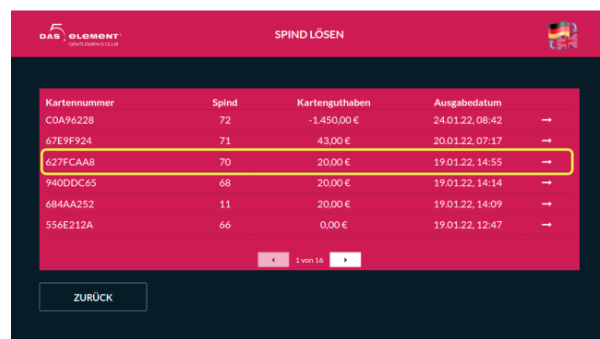 DAS 5 ELEMENT
GENTLEMEN'S CLUB
SPIND LÖSEN
Kartennummer Spind Kartenguthaben Ausgabedatum
C0A96228 72 -1.450,00 € 24.01.22, 08:42 →
67E9F924 71 43,00 € 20.01.22, 07:17 →
627FCAA8 70 20,00 € 19.01.22, 14:55 →
940DDC65 68 20,00 € 19.01.22, 14:14 →
684AA252 11 20,00 € 19.01.22, 14:09 →
556E212A 66 0,00 € 19.01.22, 12:47 →
1 von 16
ZURÜCK